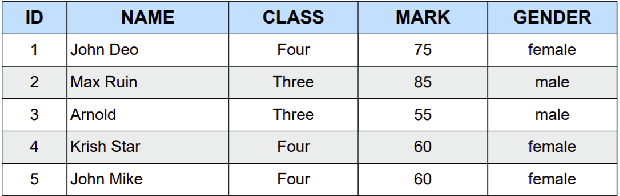 ID NAME CLASS MARK GENDER
1 John Deo Four 75 female
2 Max Ruin Three 85 male
3 Arnold Three 55 male
4 Krish Star Four 60 female
5 John Mike Four 60 female